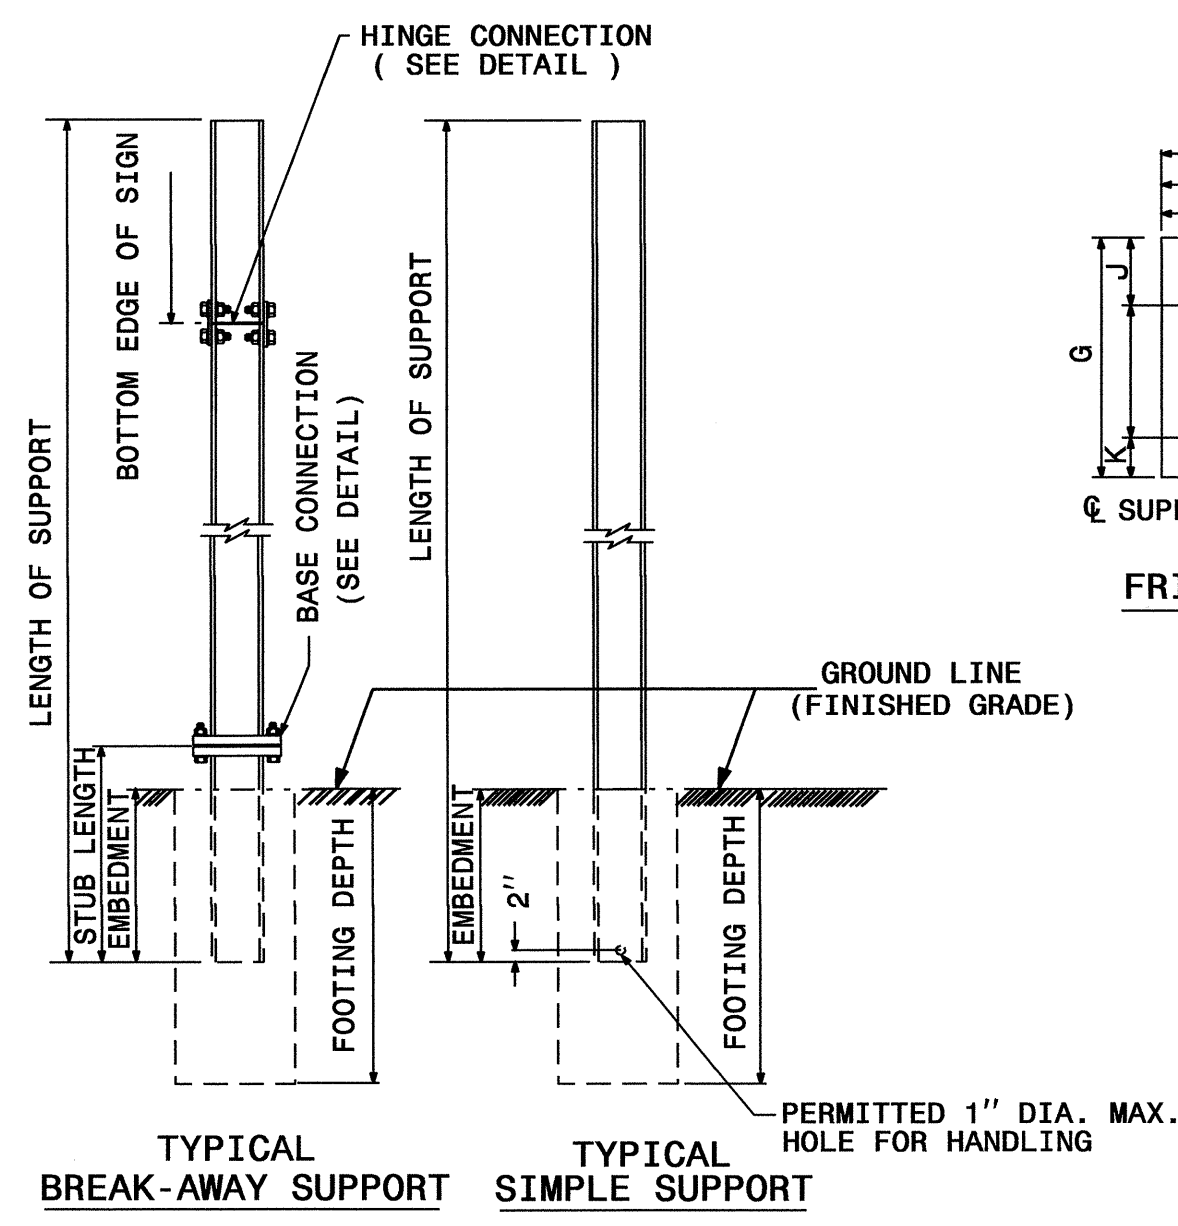 HINGE CONNECTION
( SEE DETAIL )
BOTTOM EDGE OF SIGN
LENGTH OF SUPPORT
BASE CONNECTION
(SEE DETAIL)
STUB LENGTH
EMBEDMENT
FOOTING DEPTH
TYPICAL
BREAK-AWAY SUPPORT
LENGTH OF SUPPORT
GROUND LINE
(FINISHED GRADE)
EMBEDMENT
2"
FOOTING DEPTH
PERMITTED 1" DIA. MAX.
HOLE FOR HANDLING
TYPICAL
SIMPLE SUPPORT
J
G
K
℄ SUPP
FRI